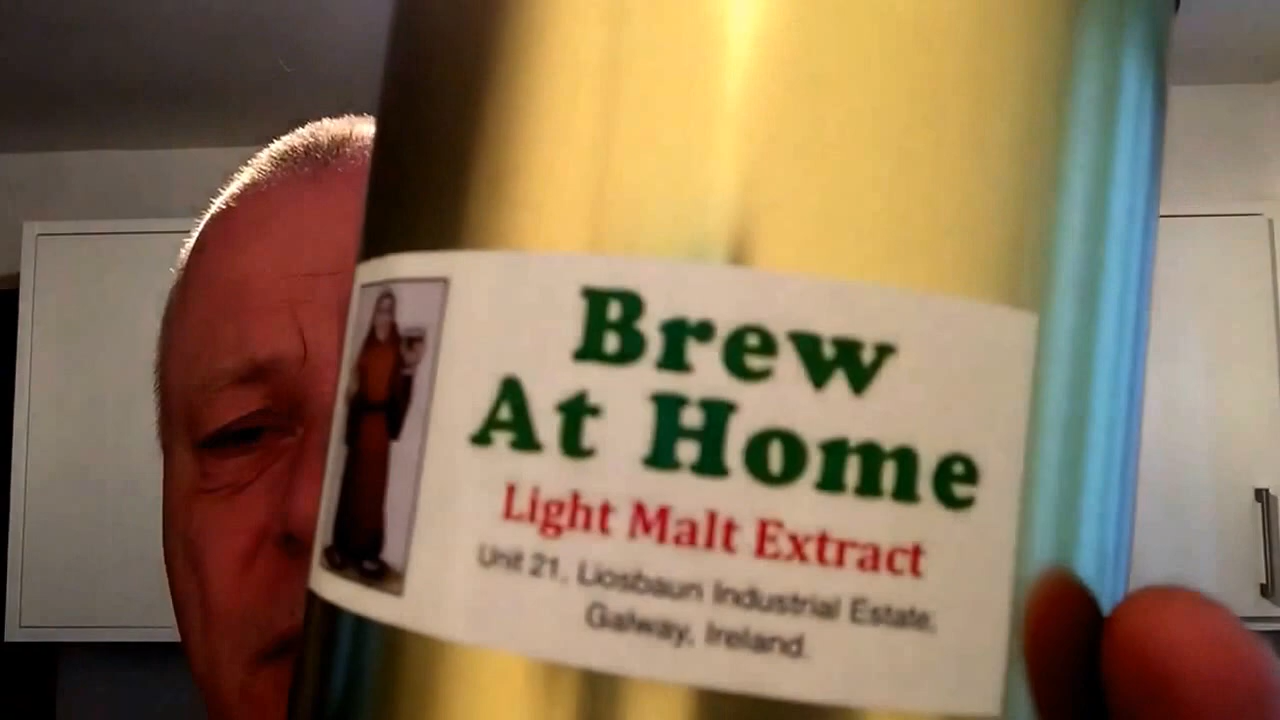 Brew
At Home
Light Malt Extract
Unit 21, Liosbaun Industrial Estate,
Galway, Ireland.